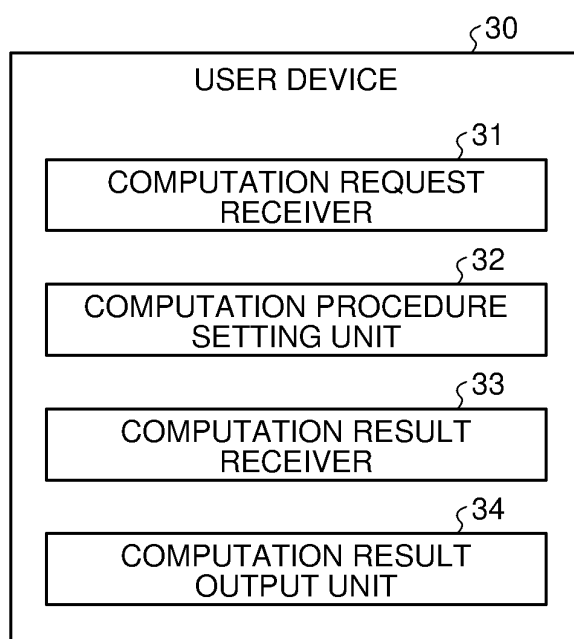 30
USER DEVICE
31
COMPUTATION REQUEST
RECEIVER
32
COMPUTATION PROCEDURE
SETTING UNIT
33
COMPUTATION RESULT
RECEIVER
34
COMPUTATION RESULT
OUTPUT UNIT